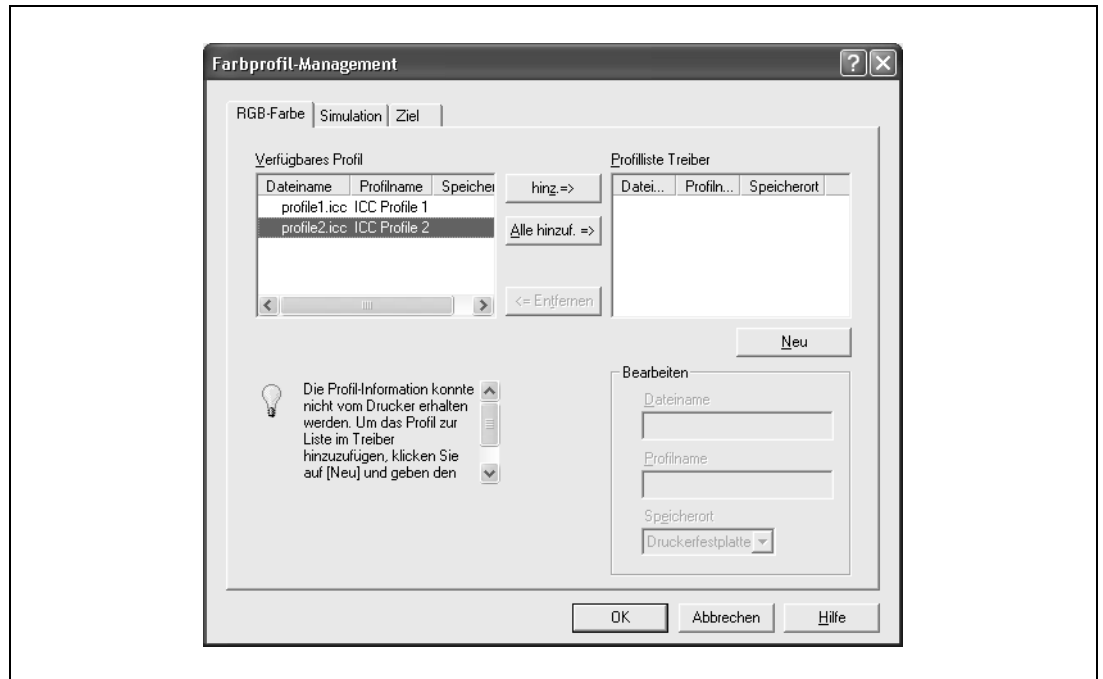 Farbprofil-Management
RGB-Farbe Simulation Ziel
Verfügbares Profil
Dateiname Profilname Speicher
profile1.icc ICC Profile 1
profile2.icc ICC Profile 2
hinz.=>
Alle hinzuf. =>
<= Entfernen
Profilliste Treiber
Datei... Profiln... Speicherort
Neu
Die Profil-Information konnte
nicht vom Drucker erhalten
werden. Um das Profil zur
Liste im Treiber
hinzuzufügen, klicken Sie
auf [Neu] und geben den
Bearbeiten
Dateiname
Profilname
Speicherort
Druckerfestplatte
OK Abbrechen Hilfe